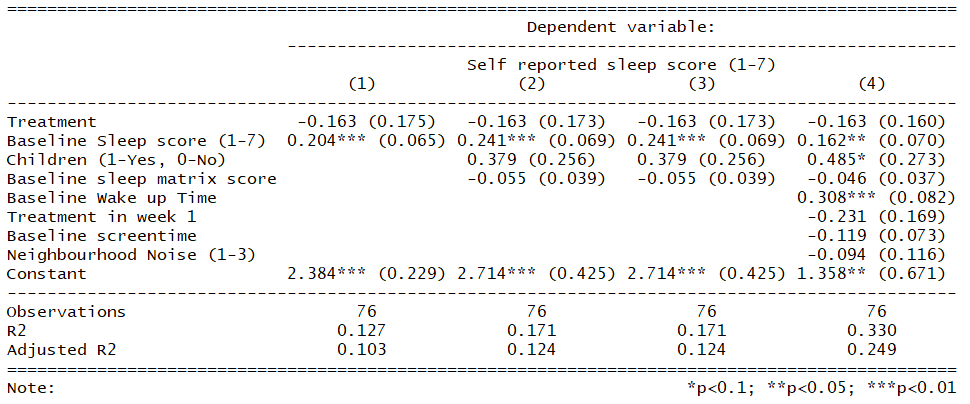 Dependent variable:
Self reported sleep score (1-7)
(1) (2) (3) (4)
Treatment -0.163 (0.175) -0.163 (0.173) -0.163 (0.173) -0.163 (0.160)
Baseline Sleep score (1-7) 0.204*** (0.065) 0.241*** (0.069) 0.241*** (0.069) 0.162** (0.070)
Children (1-Yes, 0-No) 0.379 (0.256) 0.379 (0.256) 0.485* (0.273)
Baseline sleep matrix score -0.055 (0.039) -0.055 (0.039) -0.046 (0.037)
Baseline Wake up Time 0.308*** (0.082)
Treatment in week 1 -0.231 (0.169)
Baseline screentime -0.119 (0.073)
Neighbourhood Noise (1-3) -0.094 (0.116)
Constant 2.384*** (0.229) 2.714*** (0.425) 2.714*** (0.425) 1.358** (0.671)
Observations 76 76 76 76
R2 0.127 0.171 0.171 0.330
Adjusted R2 0.103 0.124 0.124 0.249
Note: *p<0.1; **p<0.05; ***p<0.01